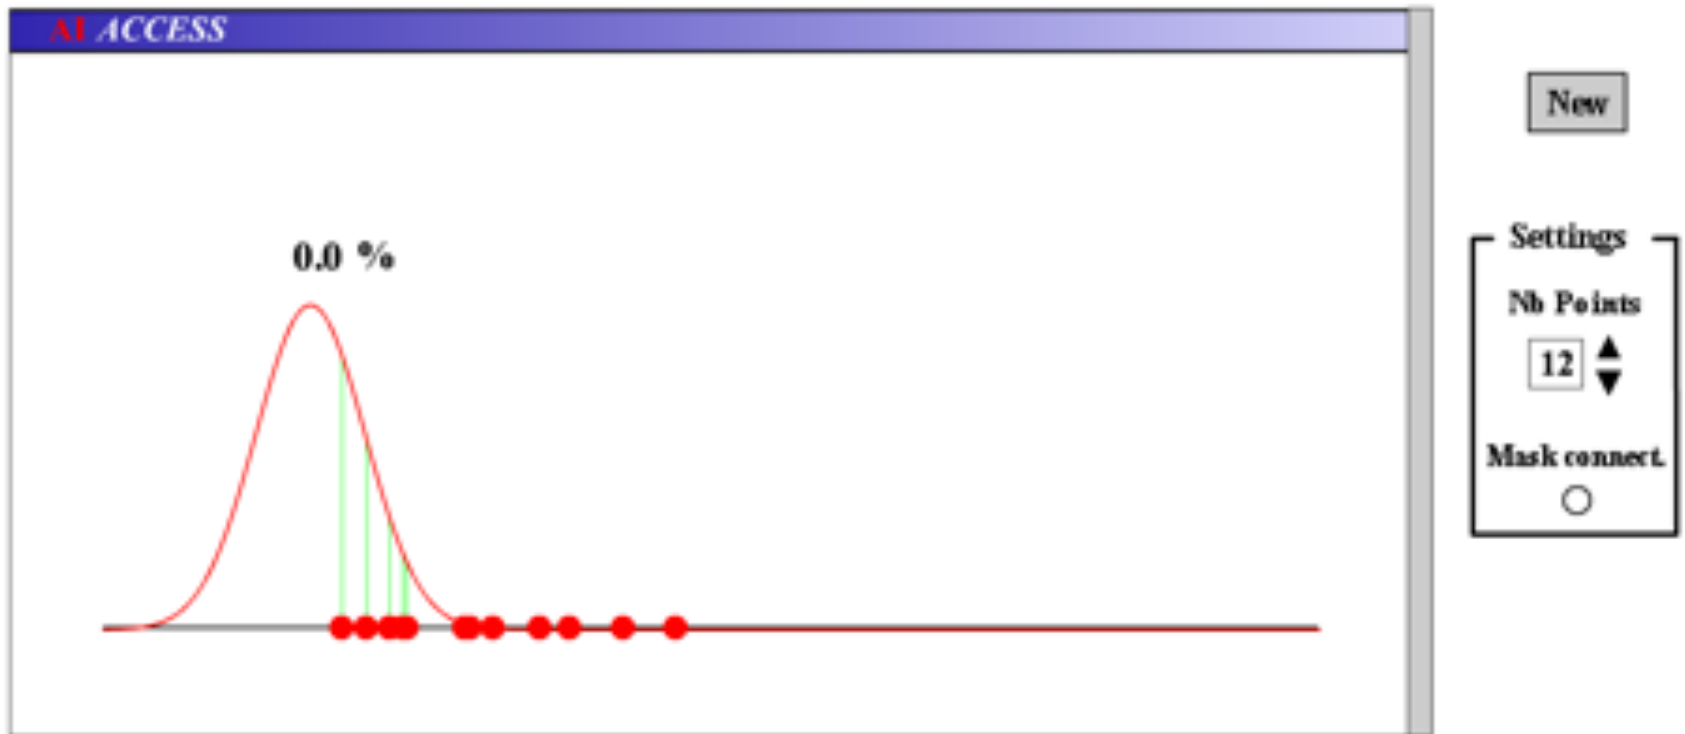 AI ACCESS
New
0.0 %
Settings
Nb Points
12
Mask connect.